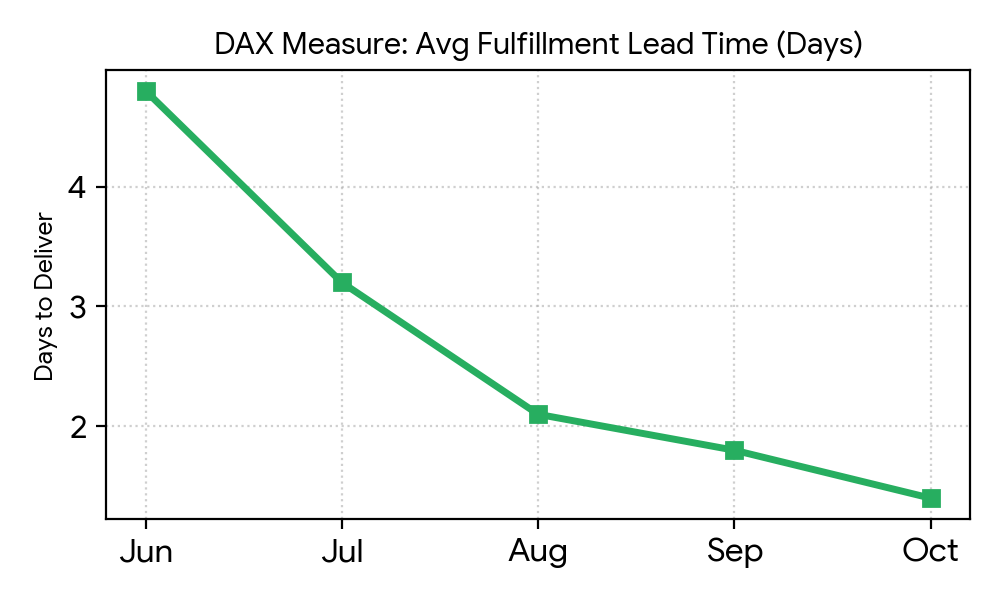 DAX Measure: Avg Fulfillment Lead Time (Days)
Days to Deliver
4
3
2
Jun Jul Aug Sep Oct